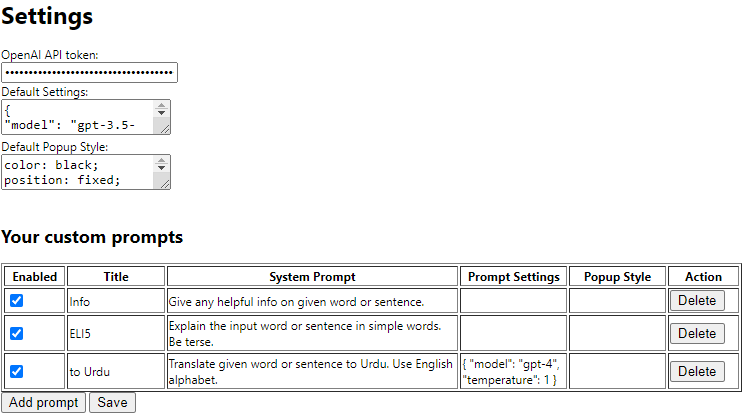 Settings
OpenAI API token:
•••••••••••••••••••••••••••••••••••
Default Settings:
{
"model": "gpt-3.5-
Default Popup Style:
color: black;
position: fixed;
Your custom prompts
Enabled Title System Prompt Prompt Settings Popup Style Action
Info Give any helpful info on given word or sentence. Delete
ELI5 Explain the input word or sentence in simple words. Be terse. Delete
to Urdu Translate given word or sentence to Urdu. Use English alphabet. { "model": "gpt-4", "temperature": 1 } Delete
Add prompt Save